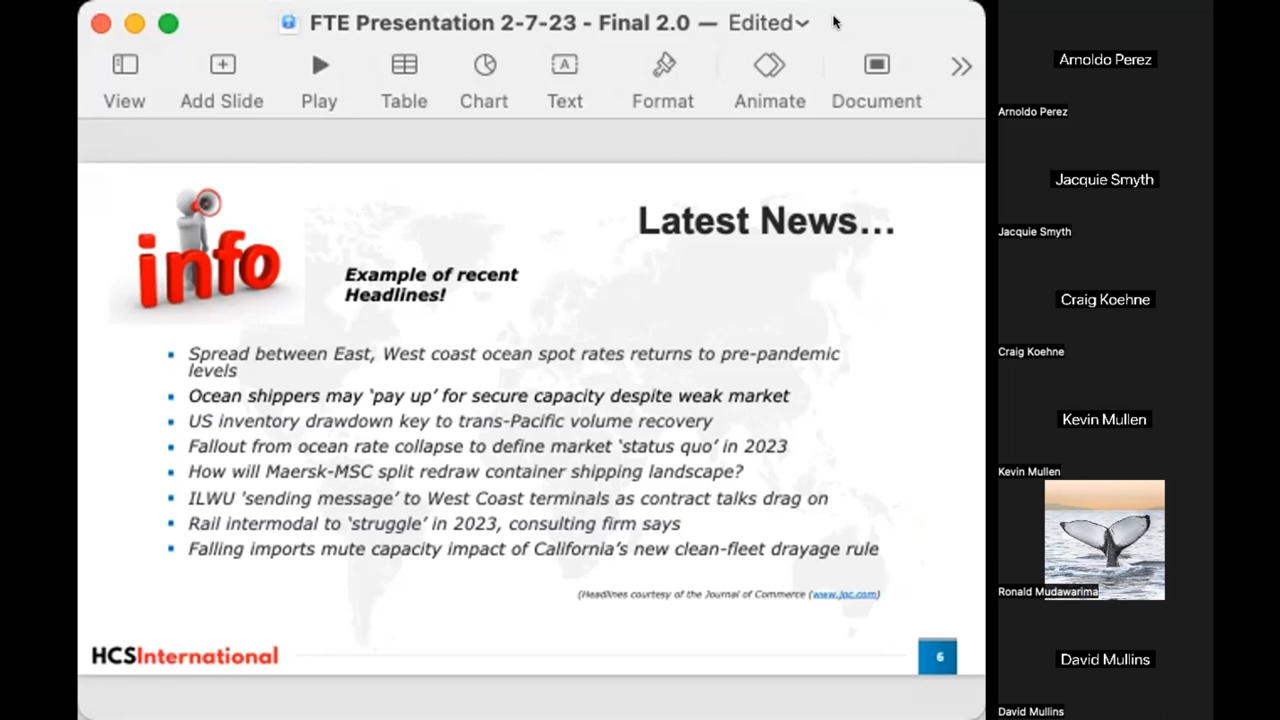 FTE Presentation 2-7-23 - Final 2.0 — Edited
View
Add Slide
Play
Table
Chart
Text
Format
Animate
Document
info
Latest News...
Example of recent
Headlines!
Spread between East, West coast ocean spot rates returns to pre-pandemic
levels
Ocean shippers may ‘pay up’ for secure capacity despite weak market
US inventory drawdown key to trans-Pacific volume recovery
Fallout from ocean rate collapse to define market ‘status quo’ in 2023
How will Maersk-MSC split redraw container shipping landscape?
ILWU 'sending message’ to West Coast terminals as contract talks drag on
Rail intermodal to ‘struggle’ in 2023, consulting firm says
Falling imports mute capacity impact of California’s new clean-fleet drayage rule
(Headlines courtesy of the Journal of Commerce (www.joc.com)
HCSInternational
6
Arnoldo Perez
Arnoldo Perez
Jacquie Smyth
Jacquie Smyth
Craig Koehne
Craig Koehne
Kevin Mullen
Kevin Mullen
Ronald Mudawarima
David Mullins
David Mullins